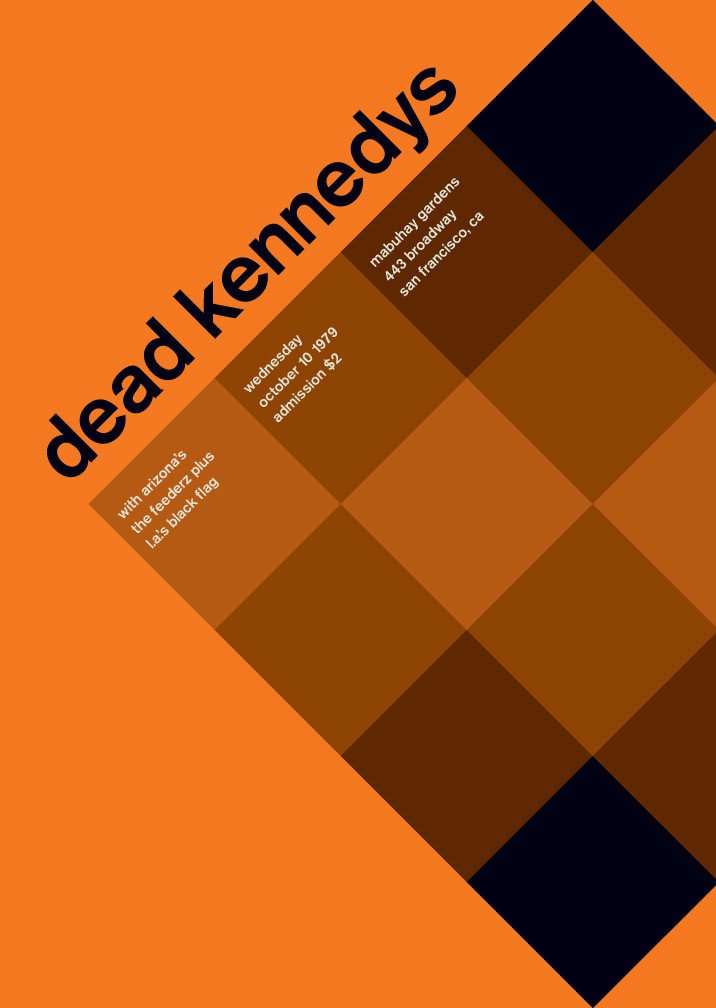 dead kennedys
mabuhay gardens
443 broadway
san francisco, ca
wednesday
october 10 1979
admission $2
with arizona's
the feederz plus
l.a.'s black flag